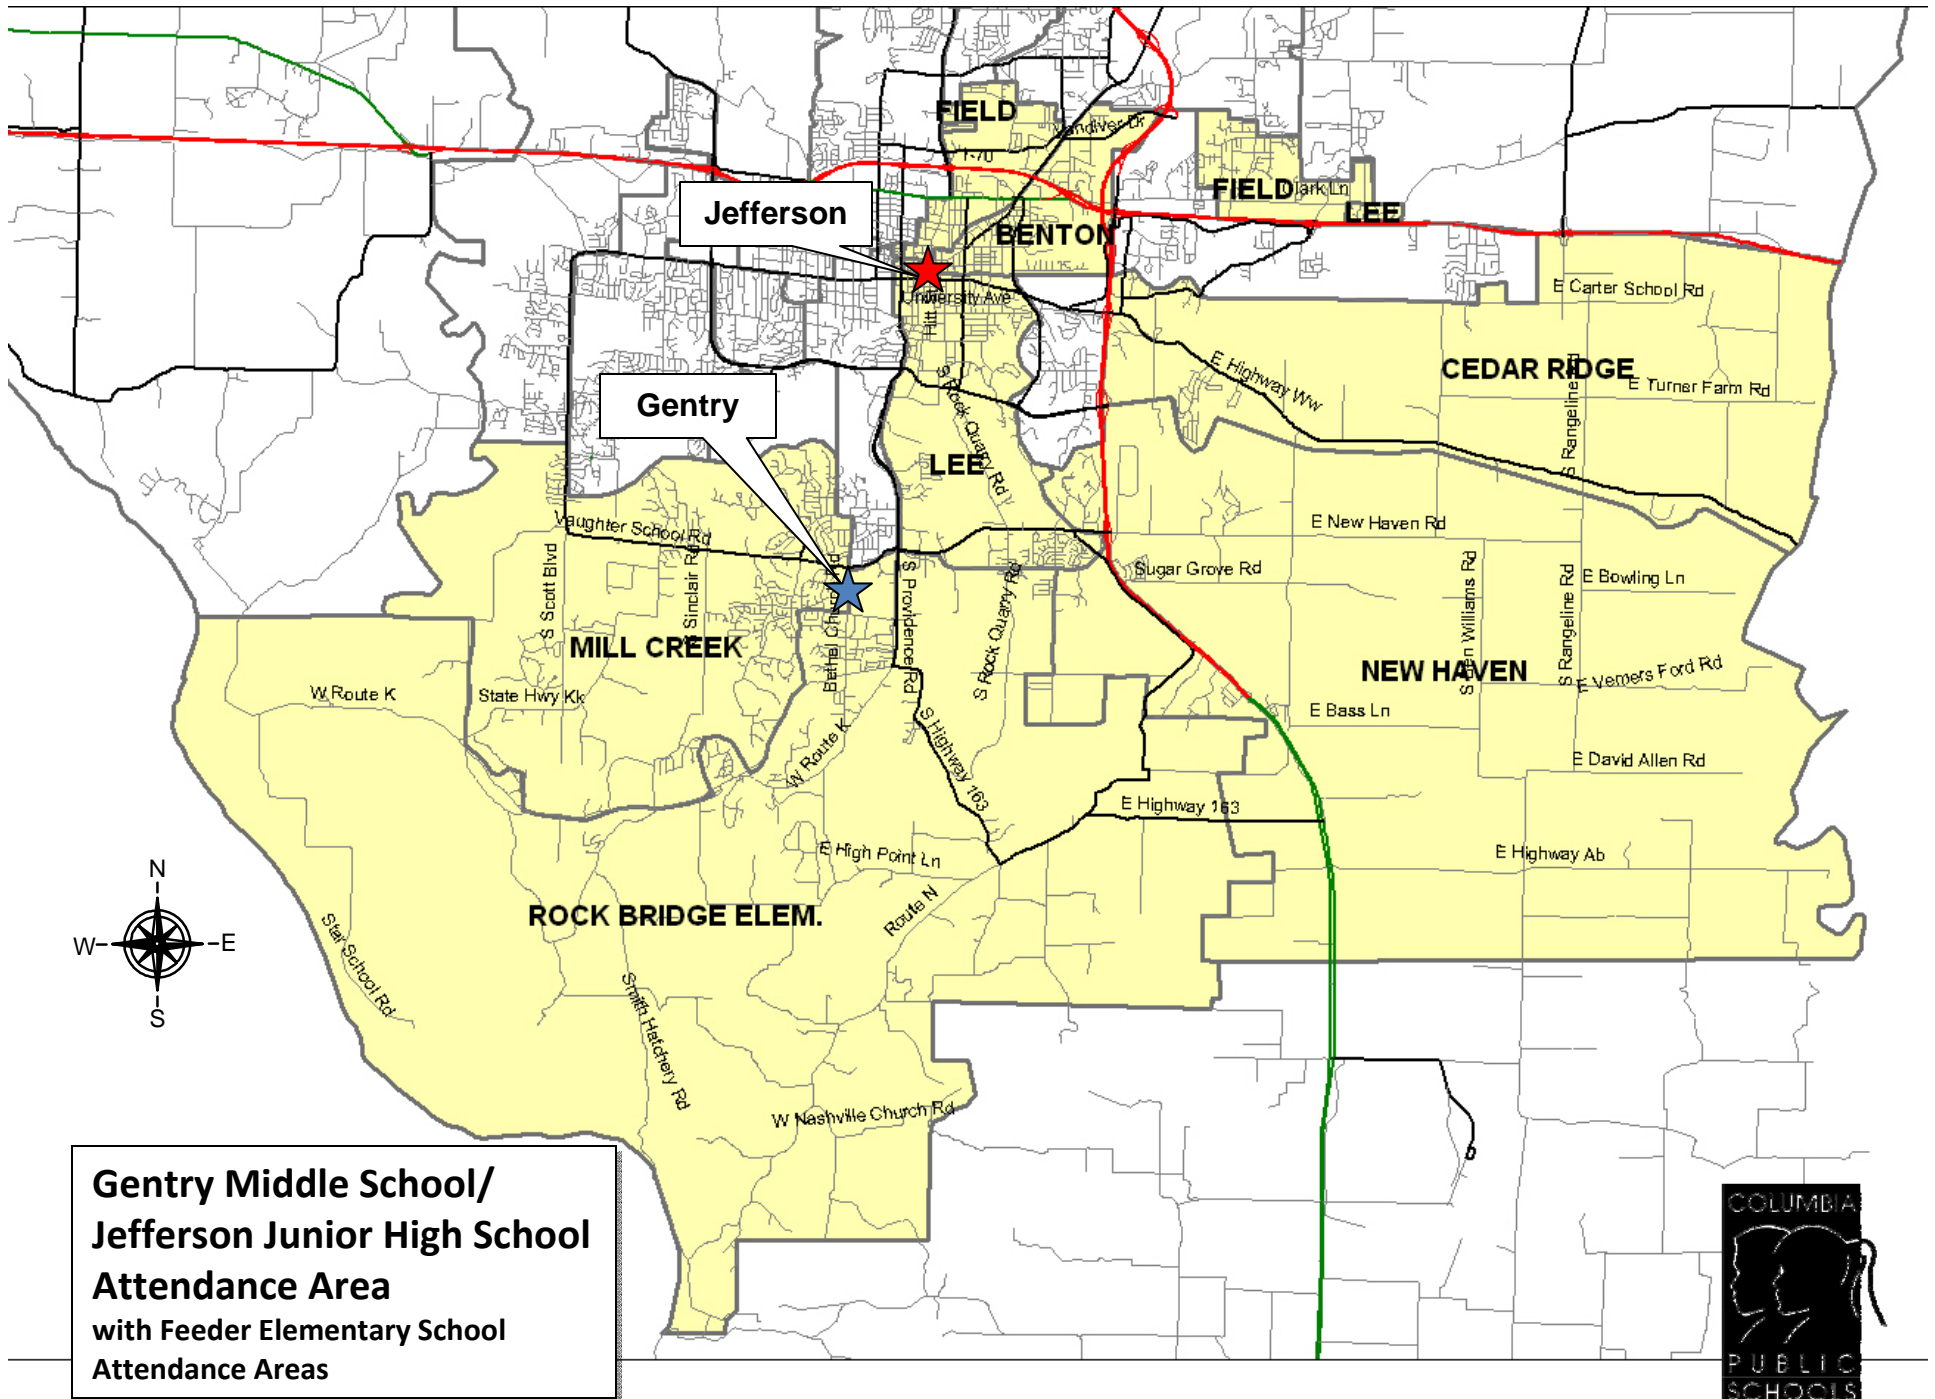 FIELD
Vandiver Dr
I-70
FIELD
Clark Ln
LEE
Jefferson
BENTON
University Ave
Hitt
E Carter School Rd
CEDAR RIDGE
E Turner Farm Rd
E Highway Ww
S Rangeline Rd
Gentry
S Rock Quarry Rd
LEE
Vaughter School Rd
E New Haven Rd
S Scott Blvd
S Sinclair Rd
Bethel Church Rd
S Providence Rd
S Rock Quarry Rd
Sugar Grove Rd
E Bowling Ln
S Rangeline Rd
MILL CREEK
NEW HAVEN
E Vemers Ford Rd
W Route K
State Hwy Kk
E Bass Ln
W Route K
S Highway 163
E David Allen Rd
E Highway 163
E High Point Ln
E Highway Ab
N
W
E
S
ROCK BRIDGE ELEM.
Route N
Star School Rd
Smith Hatchery Rd
W Nashville Church Rd
Gentry Middle School/
Jefferson Junior High School
Attendance Area
with Feeder Elementary School
Attendance Areas
COLUMBIA
PUBLIC
SCHOOLS